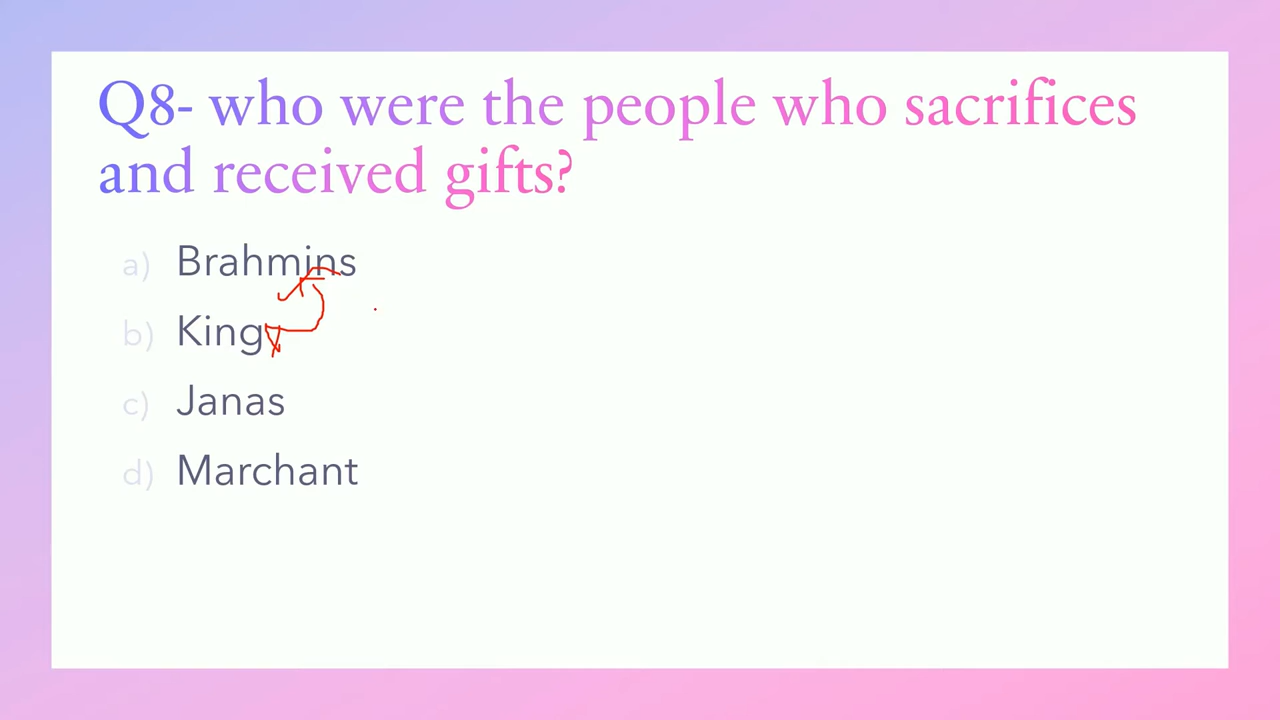 Q8- who were the people who sacrifices
and received gifts?
a) Brahmins
b) King
c) Janas
d) Marchant